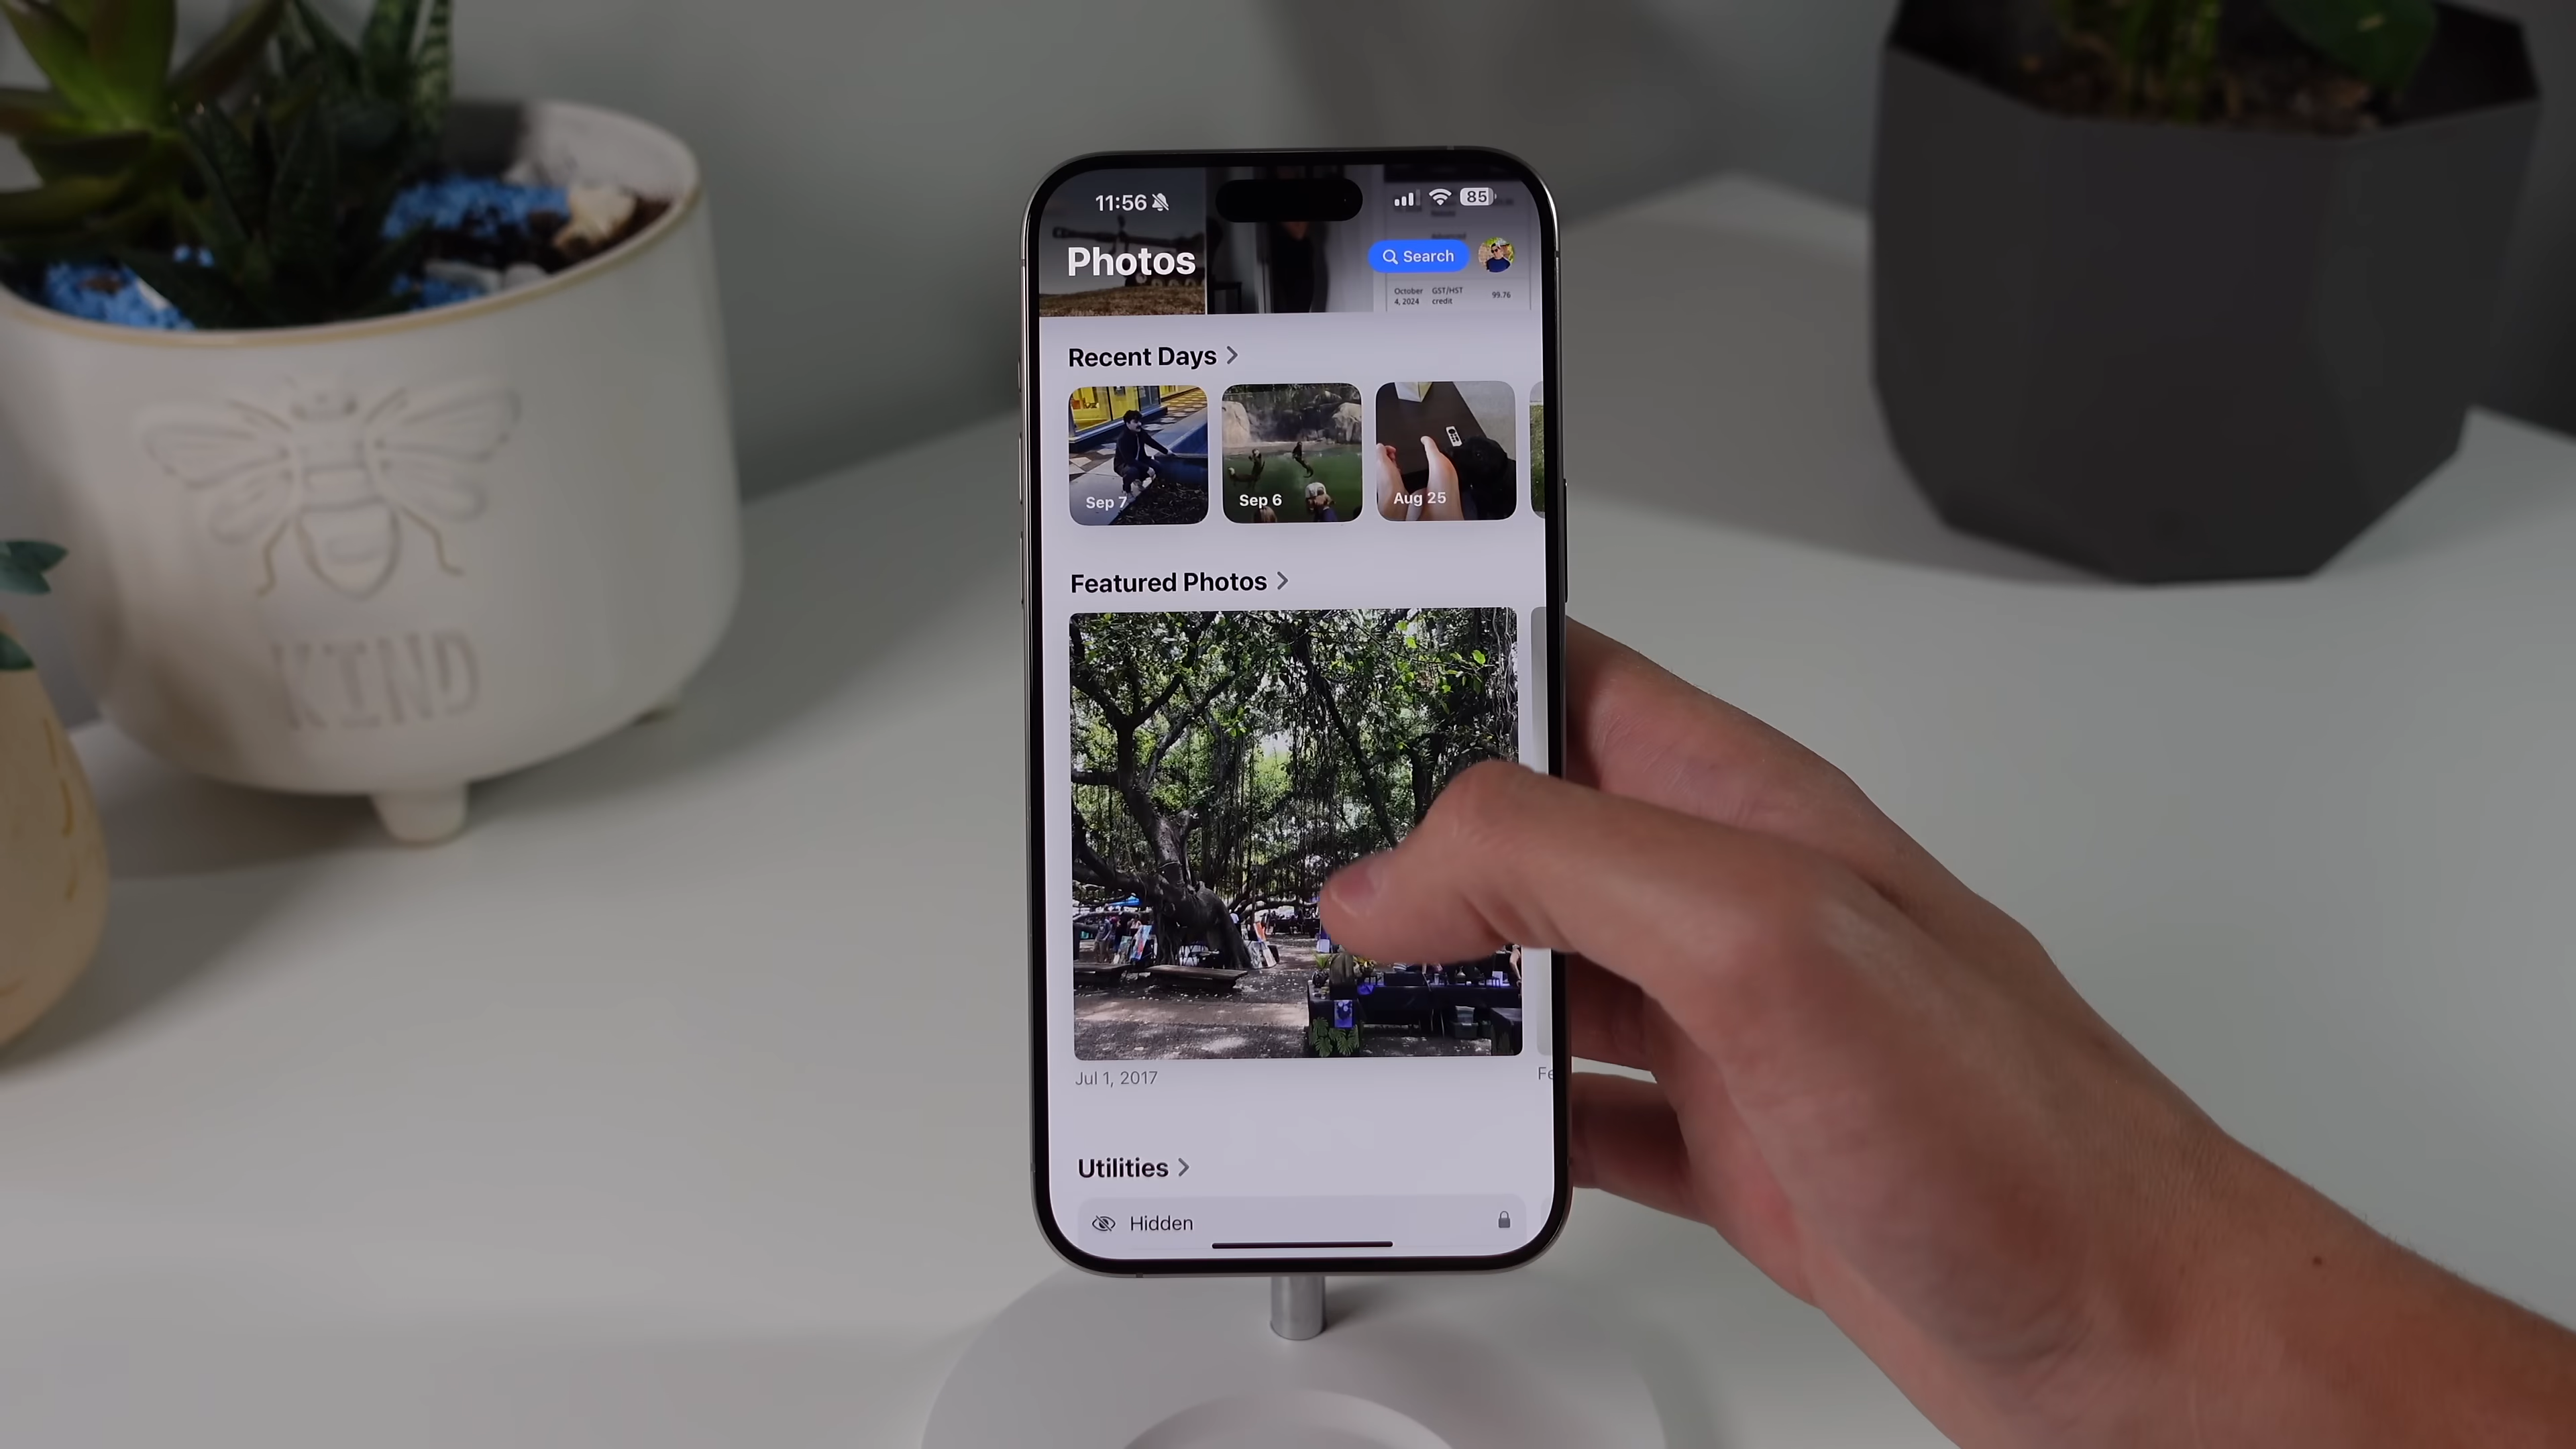 11:56
85
Photos
Search
October 4, 2024
GST/HST credit
99.76
Recent Days
Sep 7
Sep 6
Aug 25
Featured Photos
Jul 1, 2017
Utilities
Hidden
KIND